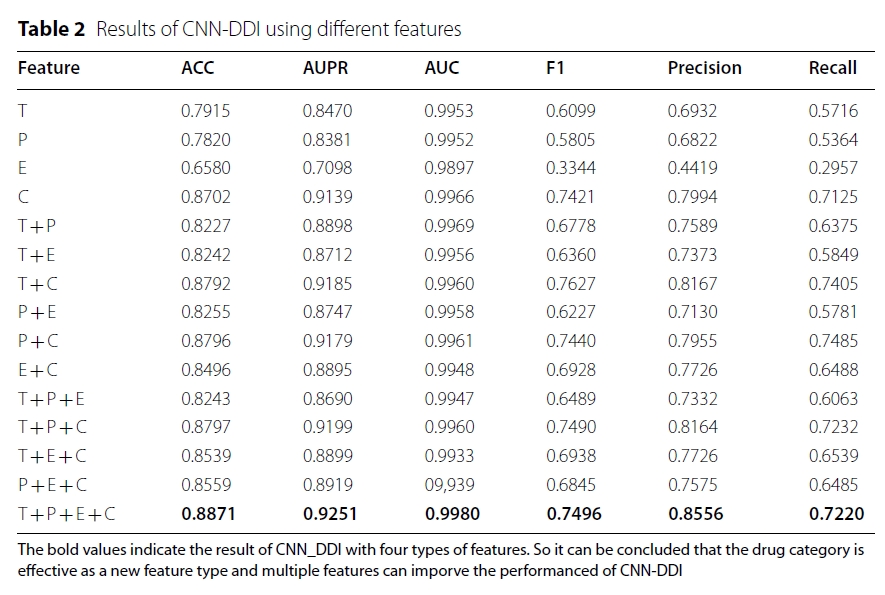 Table 2 Results of CNN-DDI using different features
Feature ACC AUPR AUC F1 Precision Recall
T 0.7915 0.8470 0.9953 0.6099 0.6932 0.5716
P 0.7820 0.8381 0.9952 0.5805 0.6822 0.5364
E 0.6580 0.7098 0.9897 0.3344 0.4419 0.2957
C 0.8702 0.9139 0.9966 0.7421 0.7994 0.7125
T+P 0.8227 0.8898 0.9969 0.6778 0.7589 0.6375
T+E 0.8242 0.8712 0.9956 0.6360 0.7373 0.5849
T+C 0.8792 0.9185 0.9960 0.7627 0.8167 0.7405
P+E 0.8255 0.8747 0.9958 0.6227 0.7130 0.5781
P+C 0.8796 0.9179 0.9961 0.7440 0.7955 0.7485
E+C 0.8496 0.8895 0.9948 0.6928 0.7726 0.6488
T+P+E 0.8243 0.8690 0.9947 0.6489 0.7332 0.6063
T+P+C 0.8797 0.9199 0.9960 0.7490 0.8164 0.7232
T+E+C 0.8539 0.8899 0.9933 0.6938 0.7726 0.6539
P+E+C 0.8559 0.8919 09,939 0.6845 0.7575 0.6485
T+P+E+C 0.8871 0.9251 0.9980 0.7496 0.8556 0.7220
The bold values indicate the result of CNN_DDI with four types of features. So it can be concluded that the drug category is
effective as a new feature type and multiple features can imporve the performanced of CNN-DDI